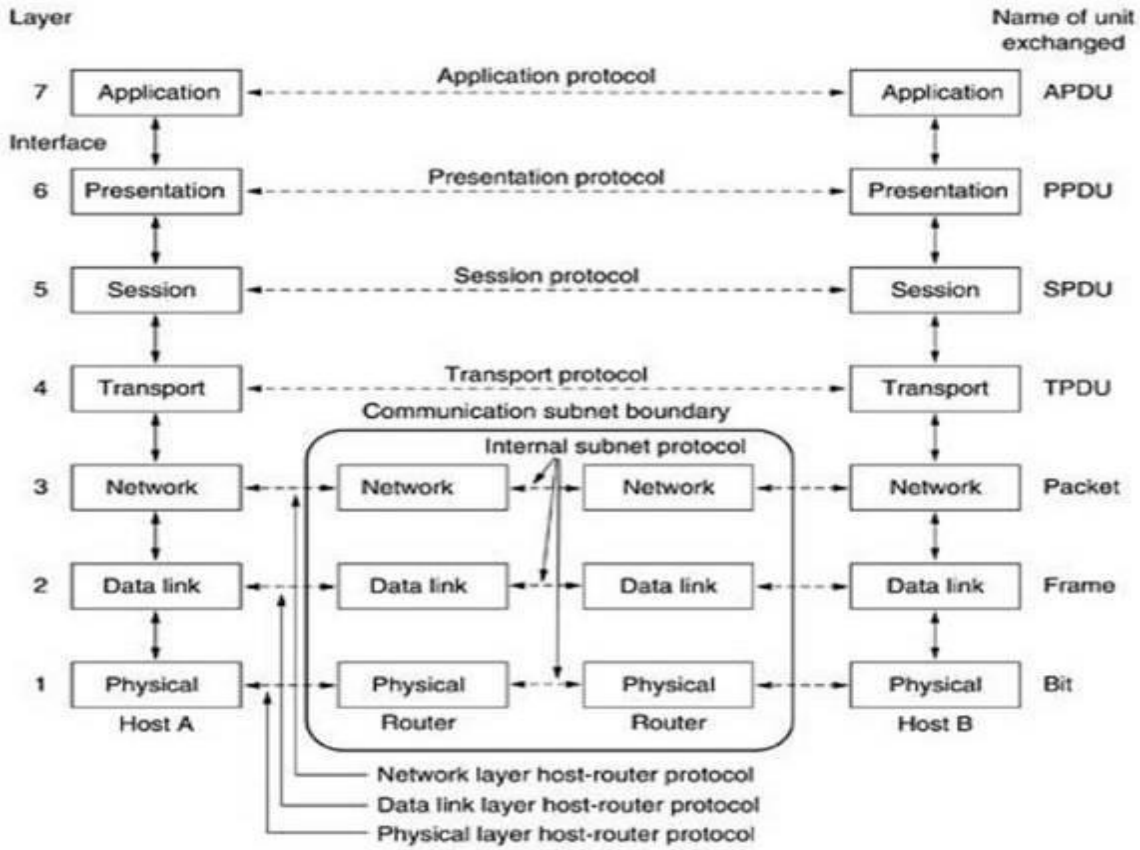 Layer
Name of unit
exchanged
Application protocol
7 Application Application APDU
Interface
Presentation protocol
6 Presentation Presentation PPDU
Session protocol
5 Session Session SPDU
Transport protocol
4 Transport Transport TPDU
Communication subnet boundary
Internal subnet protocol
3 Network Network Network Network Packet
2 Data link Data link Data link Data link Frame
1 Physical Physical Physical Physical Bit
Host A Router Router Host B
Network layer host-router protocol
Data link layer host-router protocol
Physical layer host-router protocol